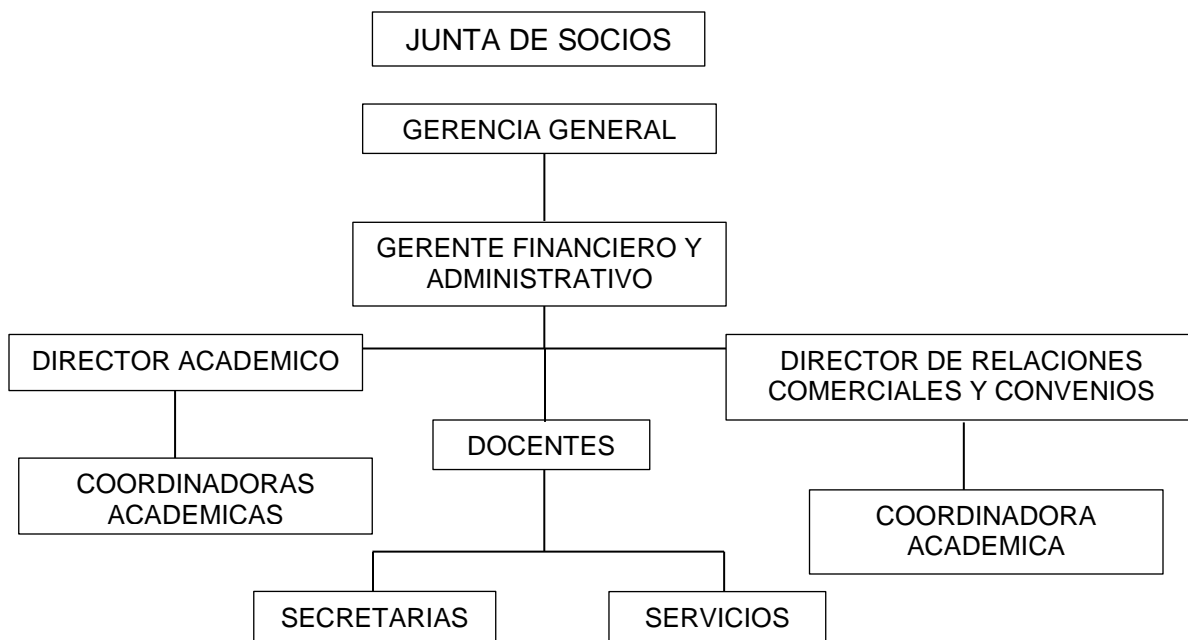 JUNTA DE SOCIOS
GERENCIA GENERAL
GERENTE FINANCIERO Y
ADMINISTRATIVO
DIRECTOR ACADEMICO
DIRECTOR DE RELACIONES
COMERCIALES Y CONVENIOS
DOCENTES
COORDINADORAS
ACADEMICAS
COORDINADORA
ACADEMICA
SECRETARIAS
SERVICIOS